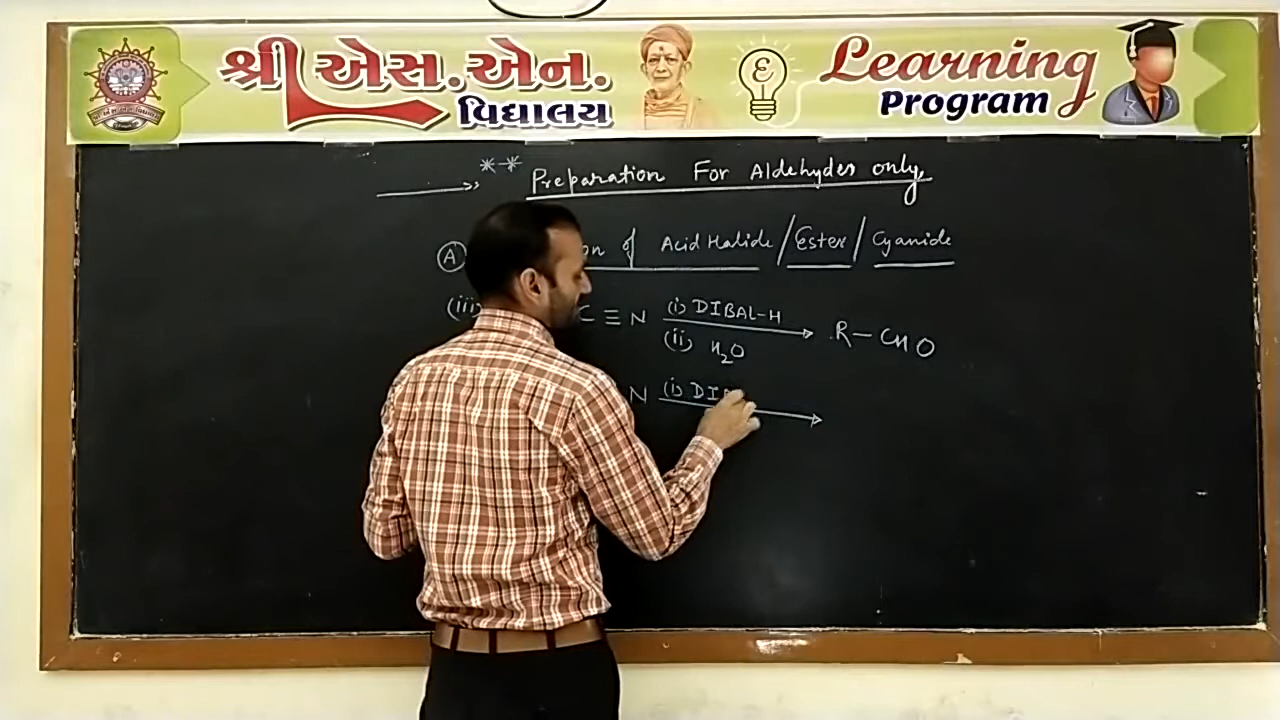 શ્રી એસ.એન. વિદ્યાલય
Learning Program
** Preparation For Aldehydes only,
(A) of Acid Halide / Ester / Cyanide
(iii) C ≡ N (i) DIBAL-H R - CHO
(ii) H₂O
N (i) DI